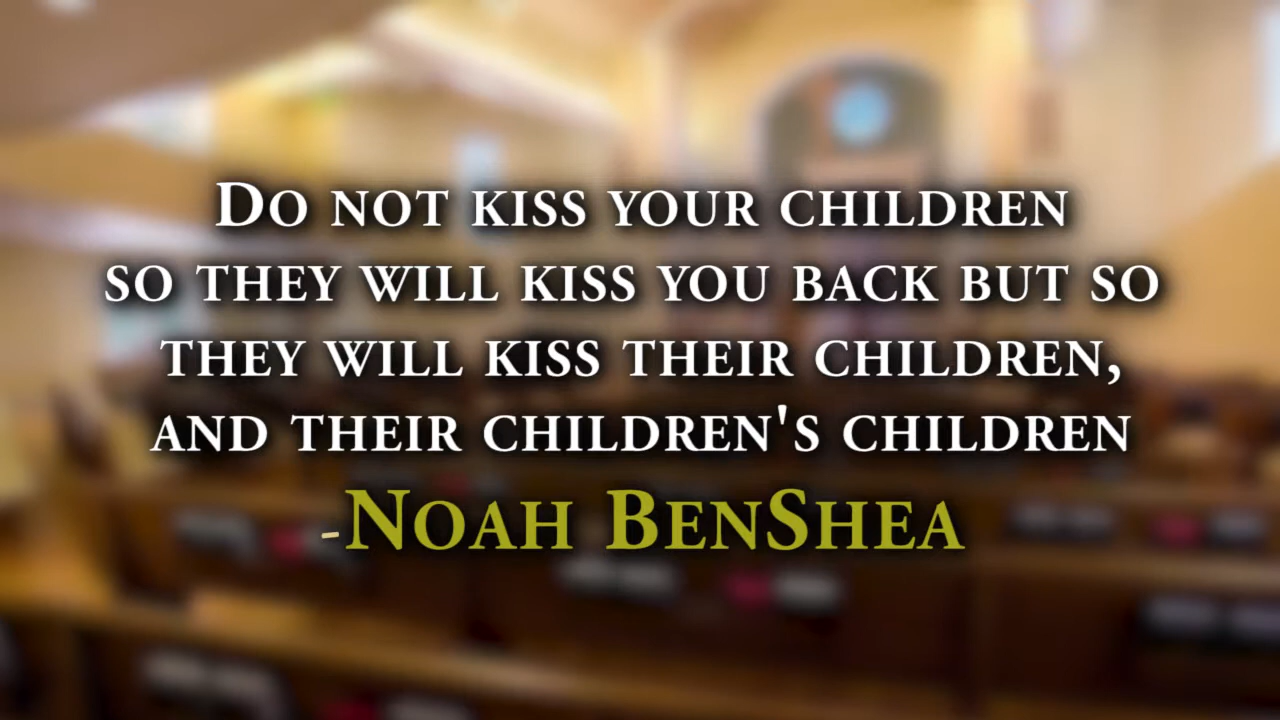 Do not kiss your children
so they will kiss you back but so
they will kiss their children,
and their children's children
-Noah BenShea